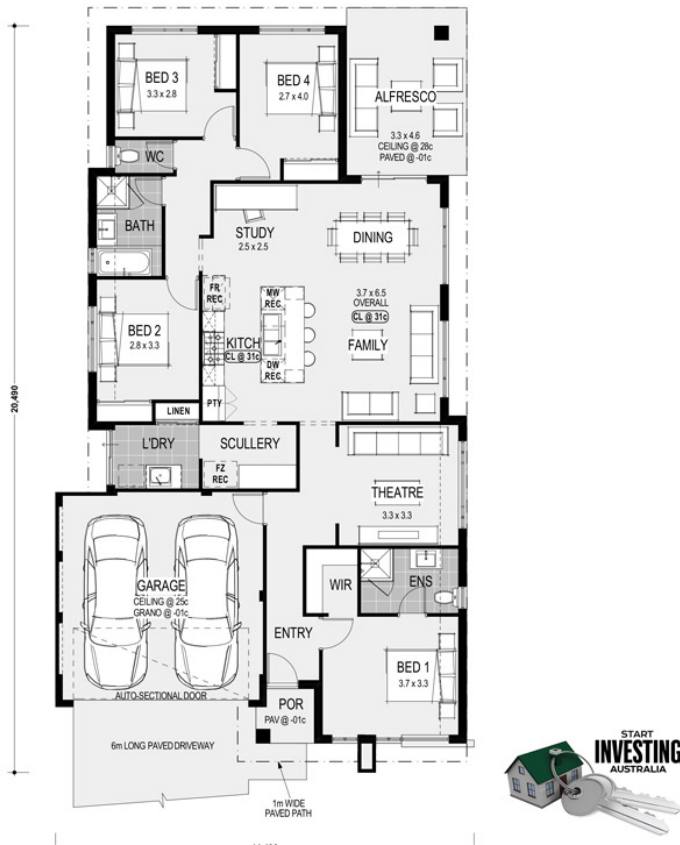 BED 3
3.3 x 2.8
BED 4
2.7 x 4.0
ALFRESCO
3.3 x 4.6
CEILING @ 28c
PAVED @ -01c
WC
BATH
STUDY
2.5 x 2.5
DINING
FR
REC
MW
REC
3.7 x 6.5
OVERALL
CL @ 31c
KITCH
CL @ 31c
FAMILY
DW
REC
BED 2
2.8 x 3.3
PTY
LINEN
20,490
L'DRY
SCULLERY
FZ
REC
THEATRE
3.3 x 3.3
GARAGE
CEILING @ 25c
GRANO @ -01c
WIR
ENS
ENTRY
BED 1
3.7 x 3.3
AUTO-SECTIONAL DOOR
POR
PAV @ -01c
6m LONG PAVED DRIVEWAY
1m WIDE
PAVED PATH
START
INVESTING
AUSTRALIA